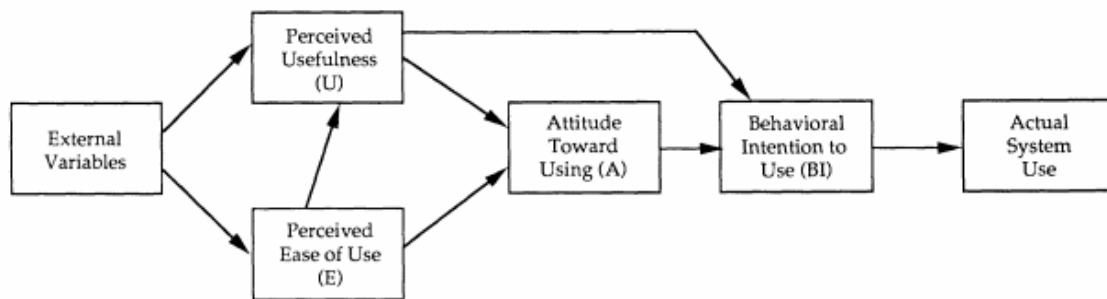 External
Variables
Perceived
Usefulness
(U)
Perceived
Ease of Use
(E)
Attitude
Toward
Using (A)
Behavioral
Intention to
Use (BI)
Actual
System
Use